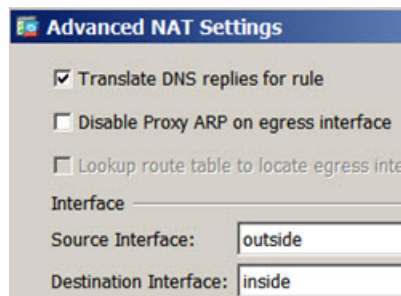 Advanced NAT Settings
Translate DNS replies for rule
Disable Proxy ARP on egress interface
Lookup route table to locate egress
Interface
Source Interface: outside
Destination Interface: inside